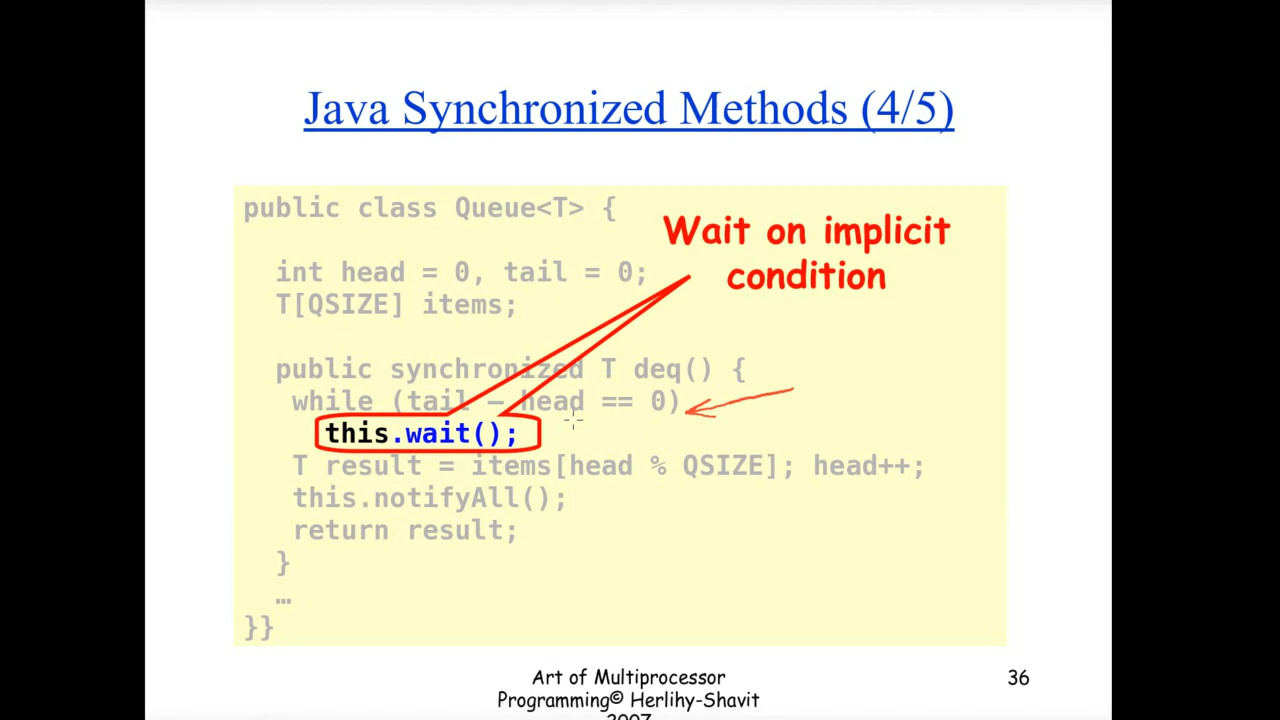 Java Synchronized Methods (4/5)
public class Queue<T> {
Wait on implicit
condition
int head = 0, tail = 0;
T[QSIZE] items;
public synchronized T deq() {
while (tail – head == 0)
this.wait();
T result = items[head % QSIZE]; head++;
this.notifyAll();
return result;
}
…
}}
Art of Multiprocessor
Programming© Herlihy-Shavit
2007
36